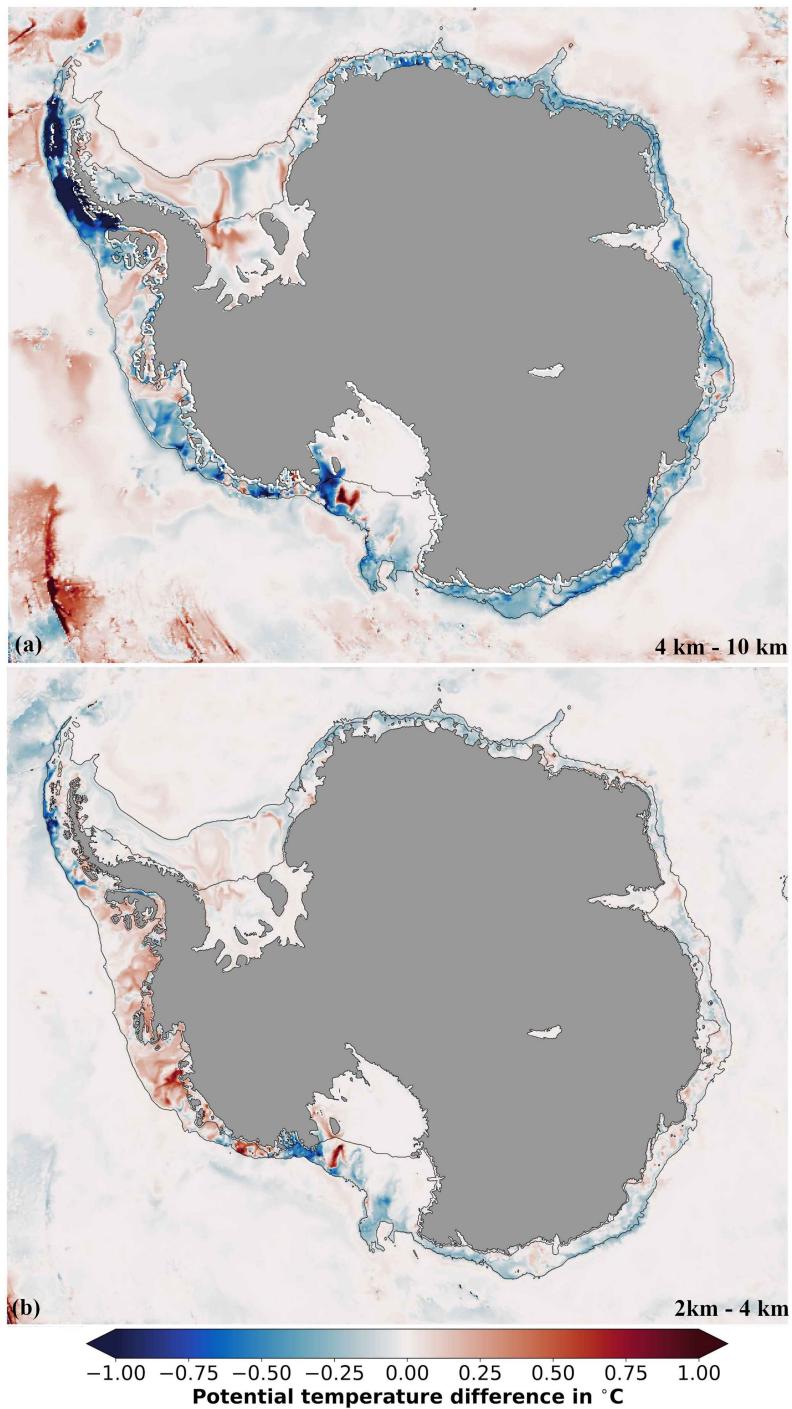 (a)
4 km - 10 km
(b)
2km - 4 km
−1.00 −0.75 −0.50 −0.25 0.00 0.25 0.50 0.75 1.00
Potential temperature difference in °C